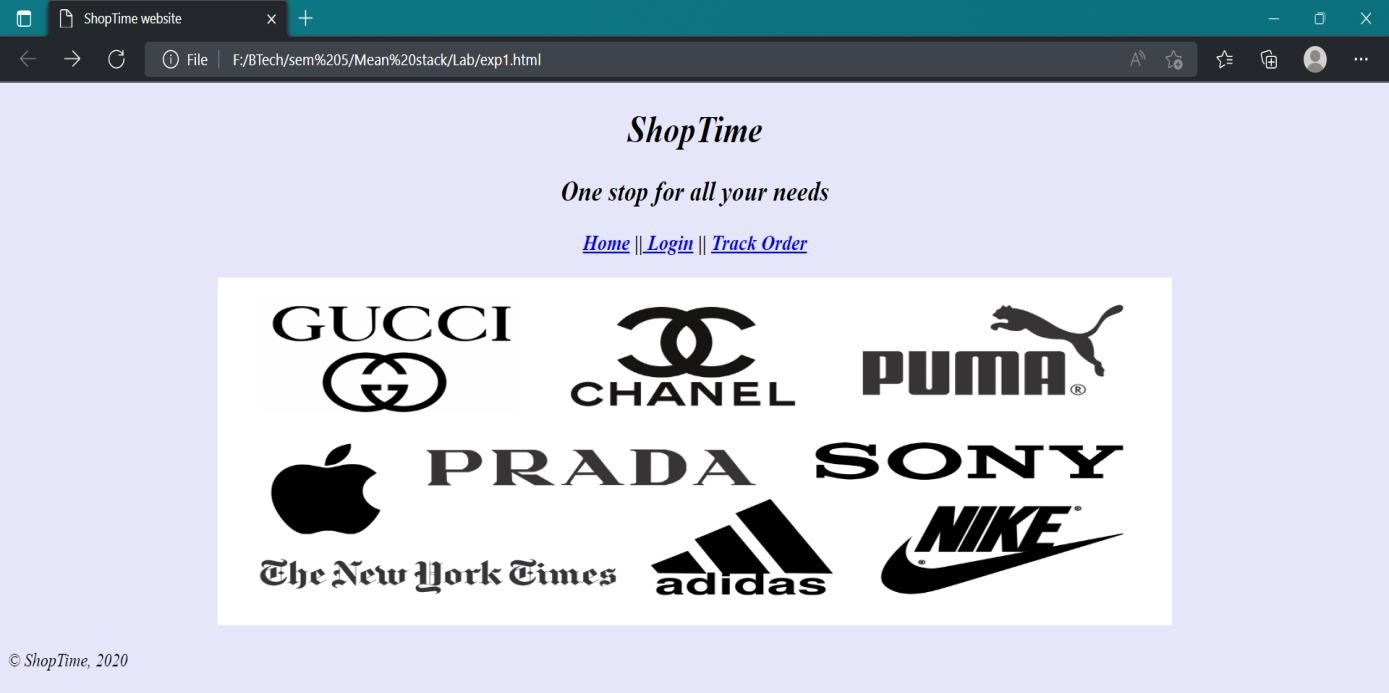 ShopTime website
File F:/BTech/sem%205/Mean%20stack/Lab/exp1.html
ShopTime
One stop for all your needs
Home || Login || Track Order
GUCCI
CHANEL
PUMA®
PRADA
SONY
NIKE®
The New York Times
adidas
© ShopTime, 2020